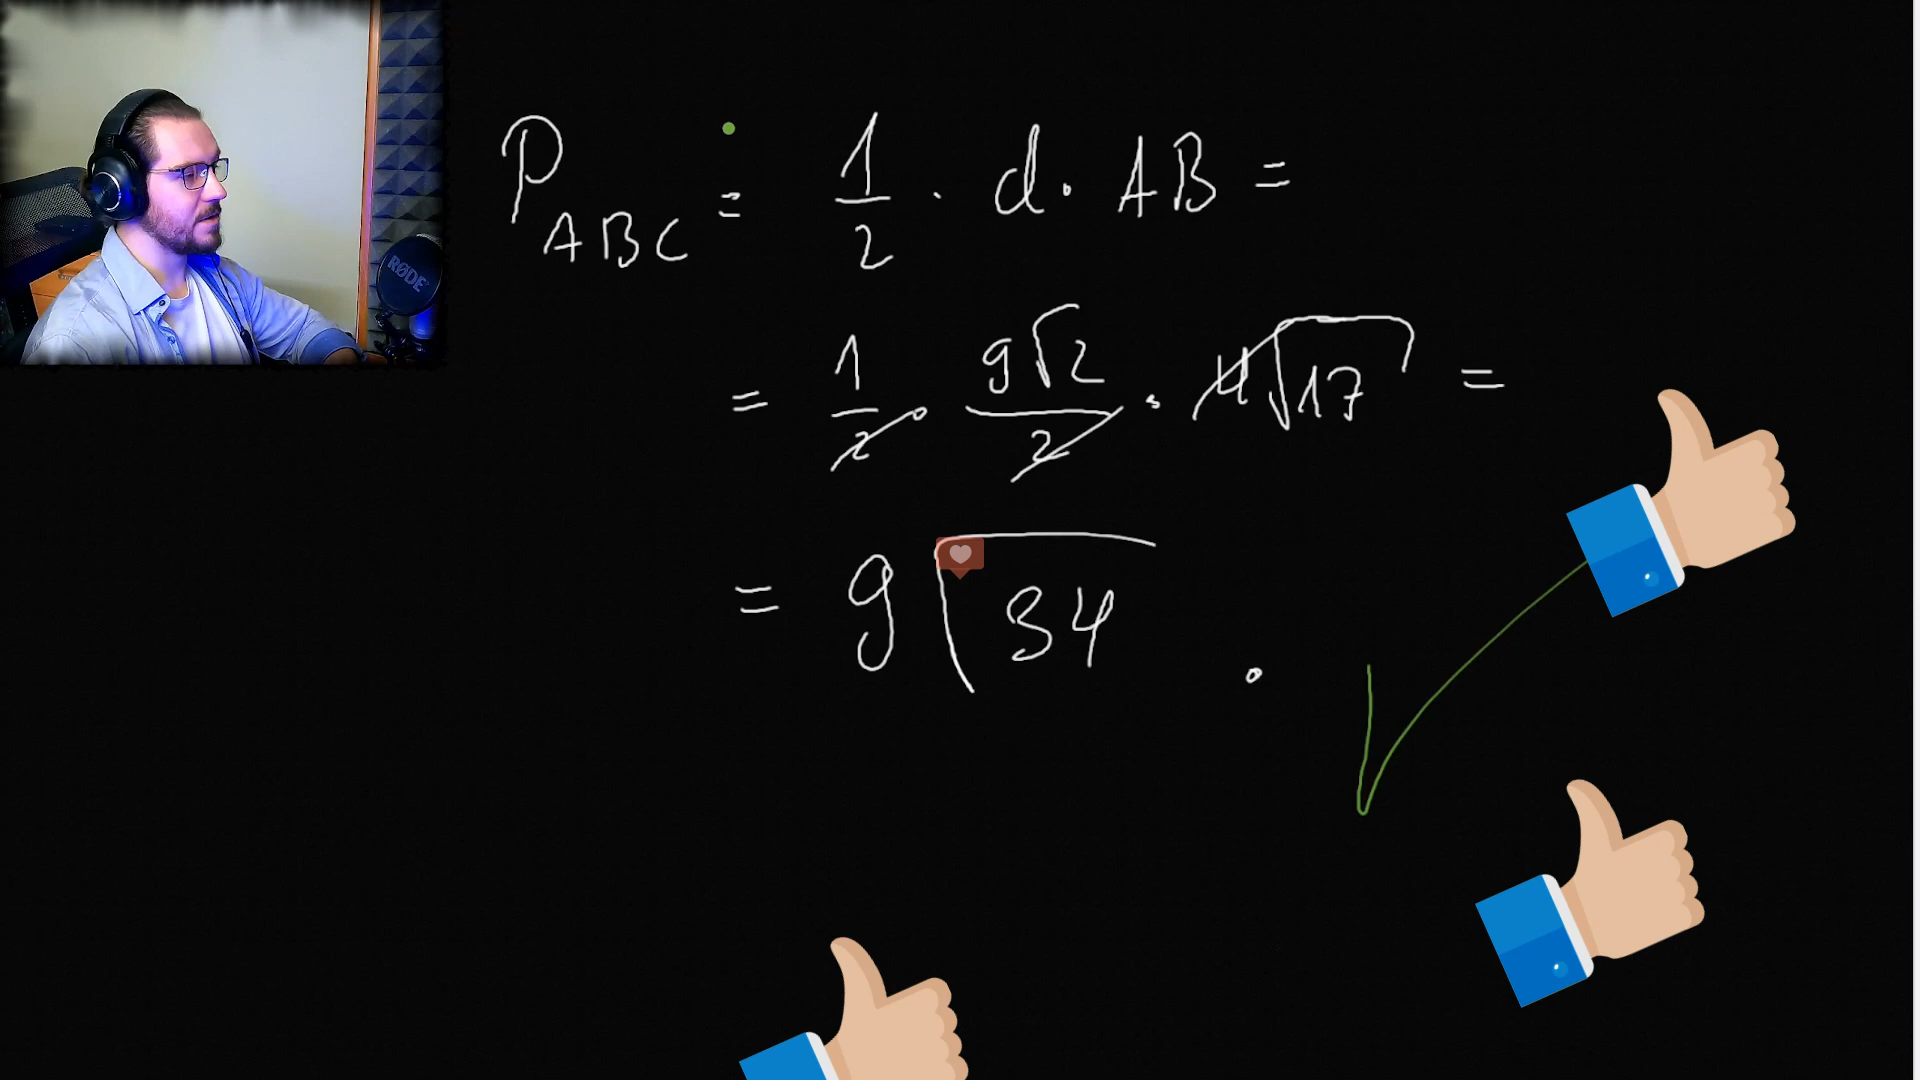 RØDE
P_ABC = 1/2 · d · AB =
= 1/2 · 9√2/2 · 4√17 =
= 9√34 .